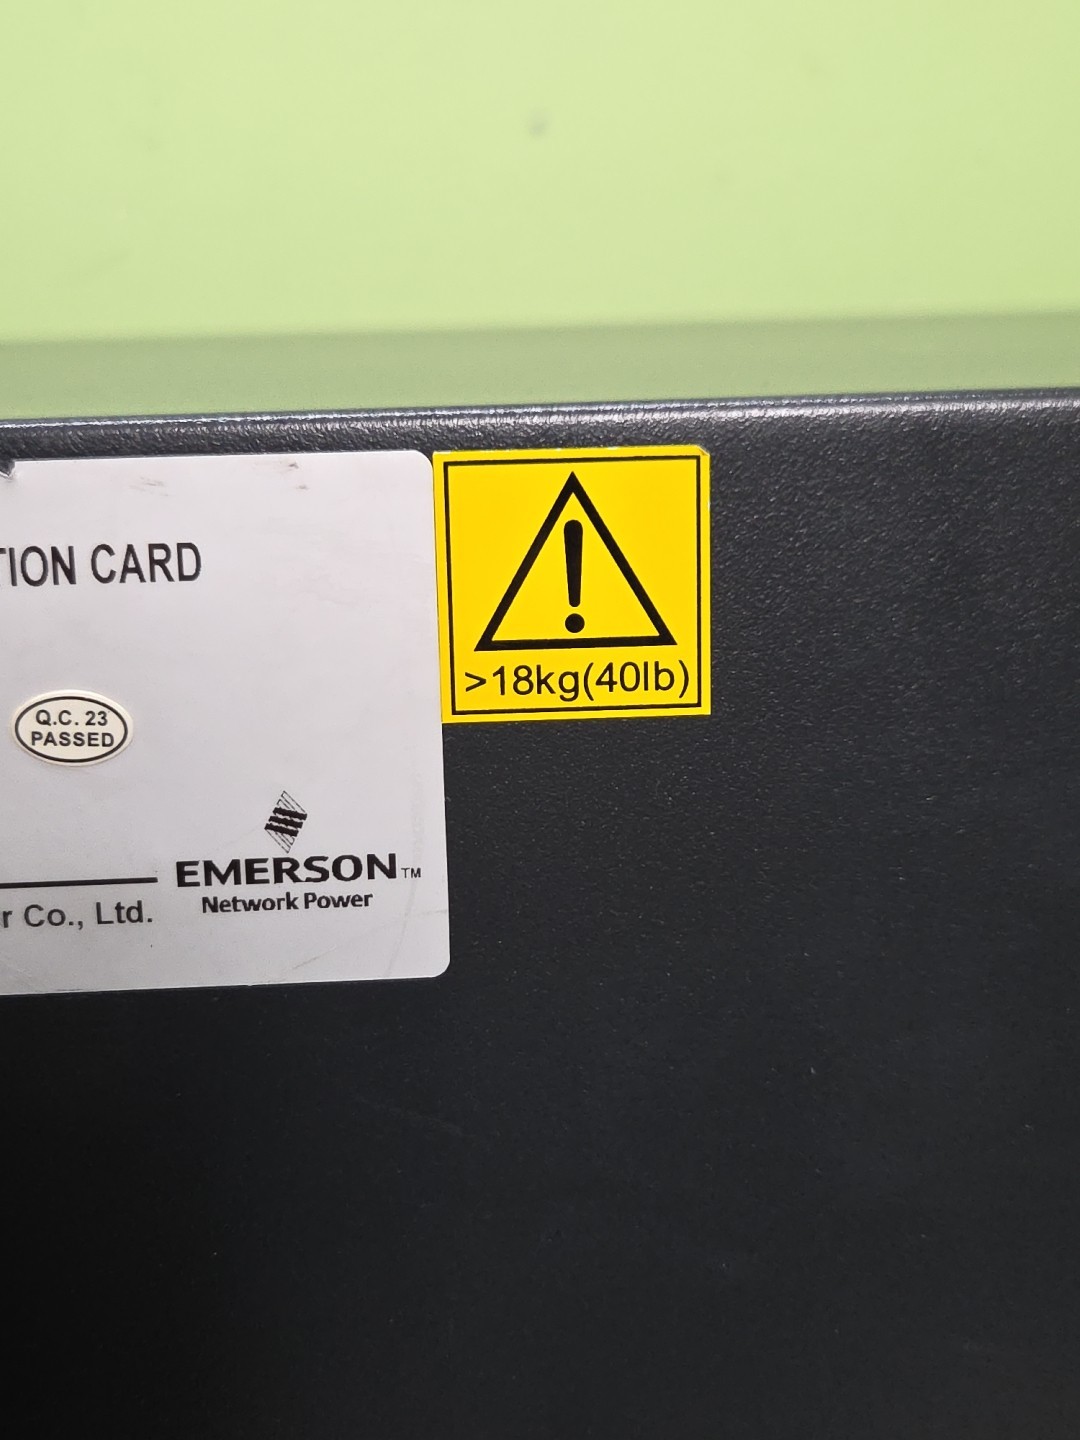 TION CARD
>18kg(40lb)
Q.C. 23
PASSED
EMERSON™
Network Power
r Co., Ltd.